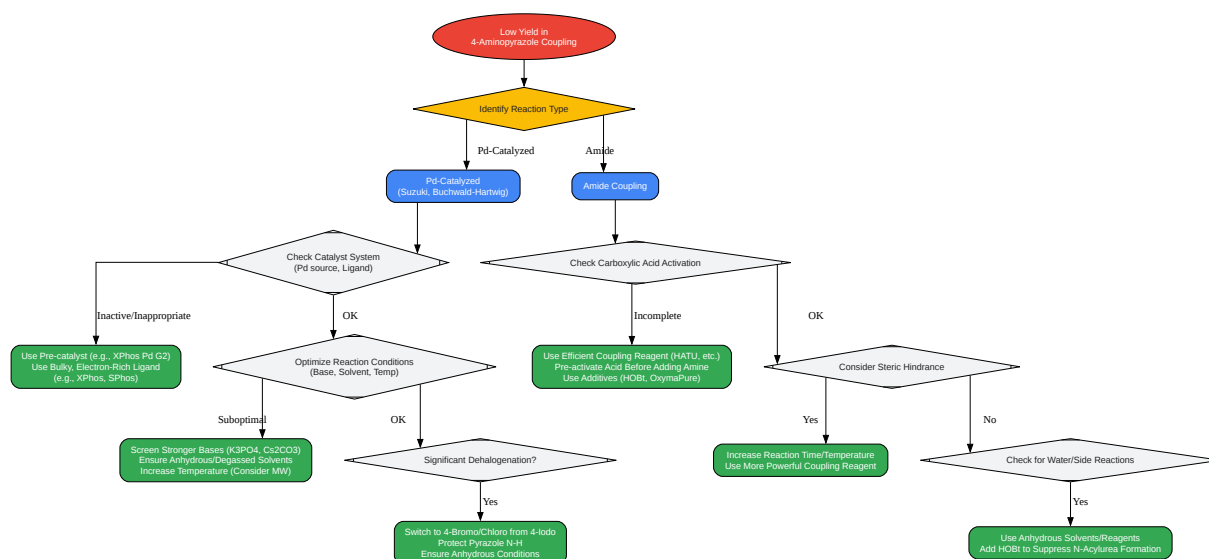 Low Yield in
4-Aminopyrazole Coupling
Identify Reaction Type
Pd-Catalyzed
Amide
Pd-Catalyzed
(Suzuki, Buchwald-Hartwig)
Amide Coupling
Check Catalyst System
(Pd source, Ligand)
Check Carboxylic Acid Activation
Inactive/Inappropriate
OK
Incomplete
OK
Use Pre-catalyst (e.g., XPhos Pd G2)
Use Bulky, Electron-Rich Ligand
(e.g., XPhos, SPhos)
Optimize Reaction Conditions
(Base, Solvent, Temp)
Use Efficient Coupling Reagent (HATU, etc.)
Pre-activate Acid Before Adding Amine
Use Additives (HOBt, OxymaPure)
Consider Steric Hindrance
Suboptimal
OK
Yes
No
Screen Stronger Bases (K3PO4, Cs2CO3)
Ensure Anhydrous/Degassed Solvents
Increase Temperature (Consider MW)
Significant Dehalogenation?
Increase Reaction Time/Temperature
Use More Powerful Coupling Reagent
Check for Water/Side Reactions
Yes
Yes
Switch to 4-Bromo/Chloro from 4-Iodo
Protect Pyrazole N-H
Ensure Anhydrous Conditions
Use Anhydrous Solvents/Reagents
Add HOBt to Suppress N-Acylurea Formation